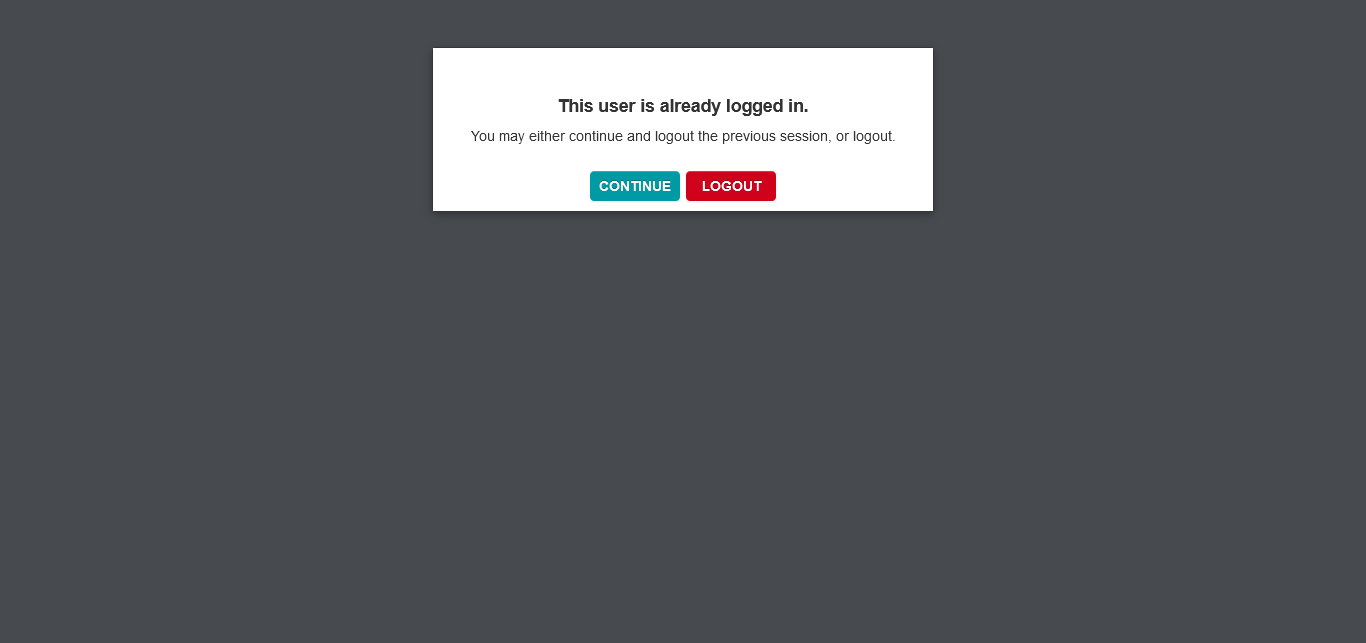 This user is already logged in.
You may either continue and logout the previous session, or logout.
CONTINUE LOGOUT